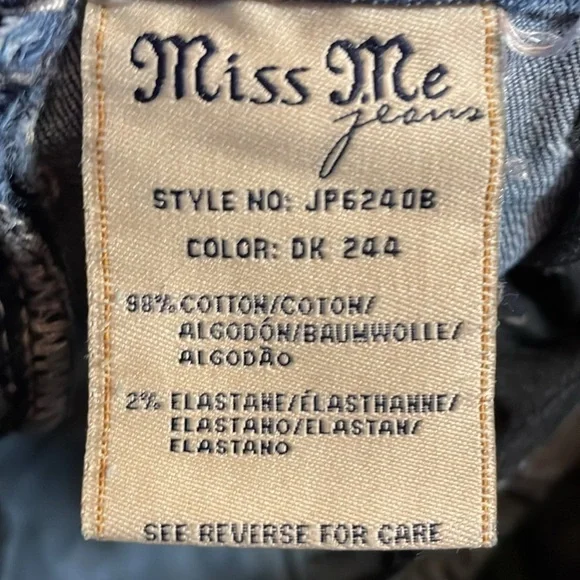 Miss Me
jeans
STYLE NO: JP6240B
COLOR: DK 244
98% COTTON/COTON/
ALGODÓN/BAUMWOLLE/
ALGODÃO
2% ELASTANE/ÉLASTHANNE/
ELASTANO/ELASTAN/
ELASTANO
SEE REVERSE FOR CARE